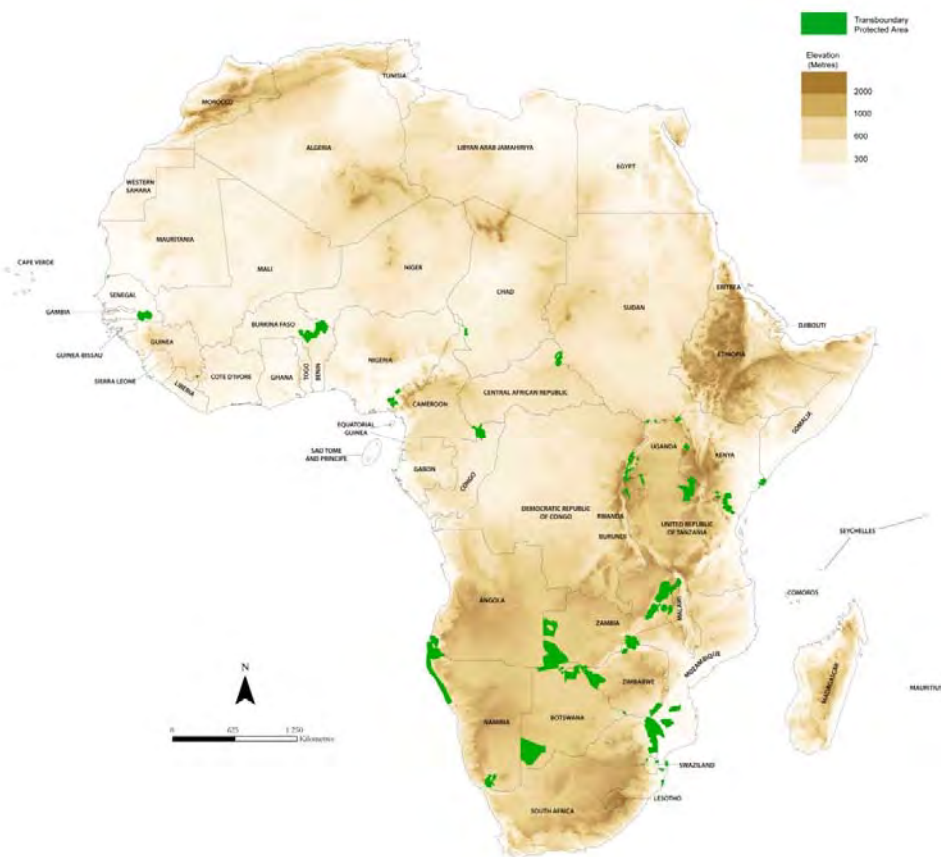 Transboundary
Protected Area
Elevation
(Metres)
2000
1000
600
300
TUNISIA
MOROCCO
ALGERIA
LIBYAN ARAB JAMAHIRIYA
EGYPT
WESTERN
SAHARA
MAURITANIA
MALI
NIGER
CHAD
SUDAN
ERITREA
CAPE VERDE
SENEGAL
GAMBIA
BURKINA FASO
DJIBOUTI
GUINEA
GUINEA-BISSAU
NIGERIA
ETHIOPIA
SIERRA LEONE
LIBERIA
COTE D'IVORE
GHANA
TOGO
BENIN
CENTRAL AFRICAN REPUBLIC
CAMEROON
SOMALIA
EQUATORIAL
GUINEA
UGANDA
KENYA
SAO TOME
AND PRINCIPE
GABON
CONGO
DEMOCRATIC REPUBLIC
OF CONGO
RWANDA
BURUNDI
UNITED REPUBLIC
OF TANZANIA
SEYCHELLES
COMOROS
ANGOLA
ZAMBIA
MALAWI
MOZAMBIQUE
ZIMBABWE
MADAGASCAR
MAURITIUS
N
0 625 1 250
Kilometres
NAMIBIA
BOTSWANA
SWAZILAND
LESOTHO
SOUTH AFRICA